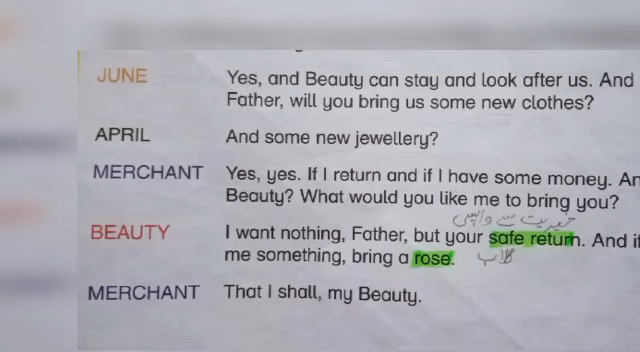 JUNE Yes, and Beauty can stay and look after us. And
Father, will you bring us some new clothes?
APRIL And some new jewellery?
MERCHANT Yes, yes. If I return and if I have some money. An
Beauty? What would you like me to bring you?
خیریت سے واپسی
BEAUTY I want nothing, Father, but your safe return. And if
me something, bring a rose. گلاب
MERCHANT That I shall, my Beauty.